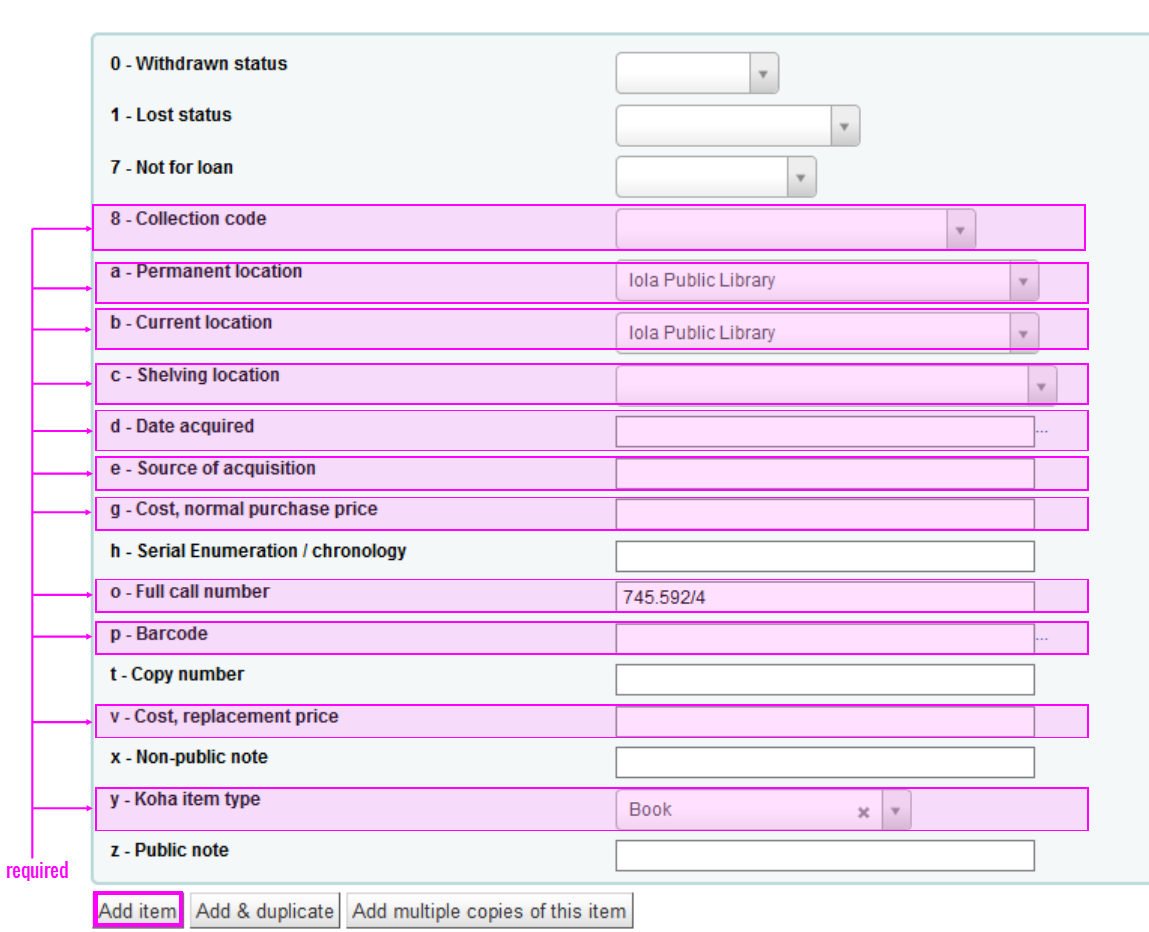 0 - Withdrawn status
1 - Lost status
7 - Not for loan
8 - Collection code
a - Permanent location Iola Public Library
b - Current location Iola Public Library
c - Shelving location
d - Date acquired ...
e - Source of acquisition
g - Cost, normal purchase price
h - Serial Enumeration / chronology
o - Full call number 745.592/4
p - Barcode ...
t - Copy number
v - Cost, replacement price
x - Non-public note
y - Koha item type Book
z - Public note
required
Add item Add & duplicate Add multiple copies of this item